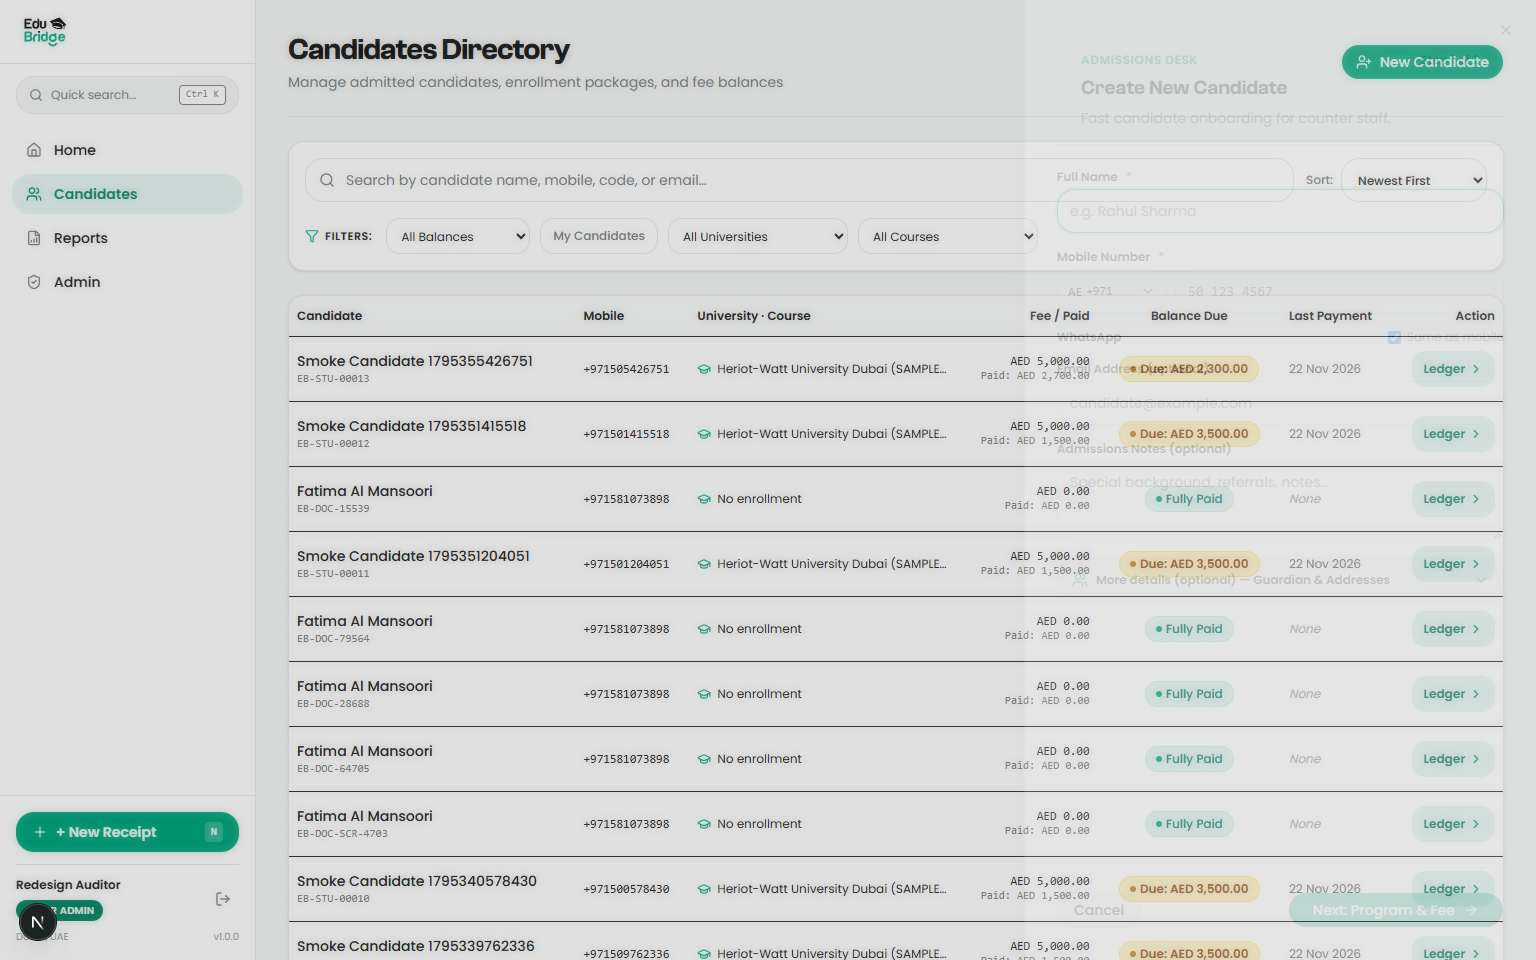 Edu
Bridge
Quick search... Ctrl K
Home
Candidates
Reports
Admin
+ New Receipt N
Redesign Auditor
ADMIN
N
UAE v1.0.0
Candidates Directory
Manage admitted candidates, enrollment packages, and fee balances
New Candidate
ADMISSIONS DESK
Create New Candidate
Fast candidate onboarding for counter staff.
Search by candidate name, mobile, code, or email...
Sort: Newest First
FILTERS: All Balances My Candidates All Universities All Courses
Full Name *
e.g. Rahul Sharma
Mobile Number *
AE +971 50 123 4567
WhatsApp Same as mobile
Email Address (optional)
candidate@example.com
Admissions Notes (optional)
Special background, referrals, notes...
More details (optional) — Guardian & Addresses
Cancel Next: Program & Fee
Candidate Mobile University · Course Fee / Paid Balance Due Last Payment Action
Smoke Candidate 1795355426751 +971505426751 Heriot-Watt University Dubai (SAMPLE... AED 5,000.00 Due: AED 2,300.00 22 Nov 2026 Ledger
EB-STU-00013 Paid: AED 2,700.00
Smoke Candidate 1795351415518 +971501415518 Heriot-Watt University Dubai (SAMPLE... AED 5,000.00 Due: AED 3,500.00 22 Nov 2026 Ledger
EB-STU-00012 Paid: AED 1,500.00
Fatima Al Mansoori +971581073898 No enrollment AED 0.00 Fully Paid None Ledger
EB-DOC-15539 Paid: AED 0.00
Smoke Candidate 1795351204051 +971501204051 Heriot-Watt University Dubai (SAMPLE... AED 5,000.00 Due: AED 3,500.00 22 Nov 2026 Ledger
EB-STU-00011 Paid: AED 1,500.00
Fatima Al Mansoori +971581073898 No enrollment AED 0.00 Fully Paid None Ledger
EB-DOC-79564 Paid: AED 0.00
Fatima Al Mansoori +971581073898 No enrollment AED 0.00 Fully Paid None Ledger
EB-DOC-28688 Paid: AED 0.00
Fatima Al Mansoori +971581073898 No enrollment AED 0.00 Fully Paid None Ledger
EB-DOC-64705 Paid: AED 0.00
Fatima Al Mansoori +971581073898 No enrollment AED 0.00 Fully Paid None Ledger
EB-DOC-SCR-4703 Paid: AED 0.00
Smoke Candidate 1795340578430 +971500578430 Heriot-Watt University Dubai (SAMPLE... AED 5,000.00 Due: AED 3,500.00 22 Nov 2026 Ledger
EB-STU-00010 Paid: AED 1,500.00
Smoke Candidate 1795339762336 +971509762336 Heriot-Watt University Dubai (SAMPLE... AED 5,000.00 Due: AED 3,500.00 22 Nov 2026 Ledger